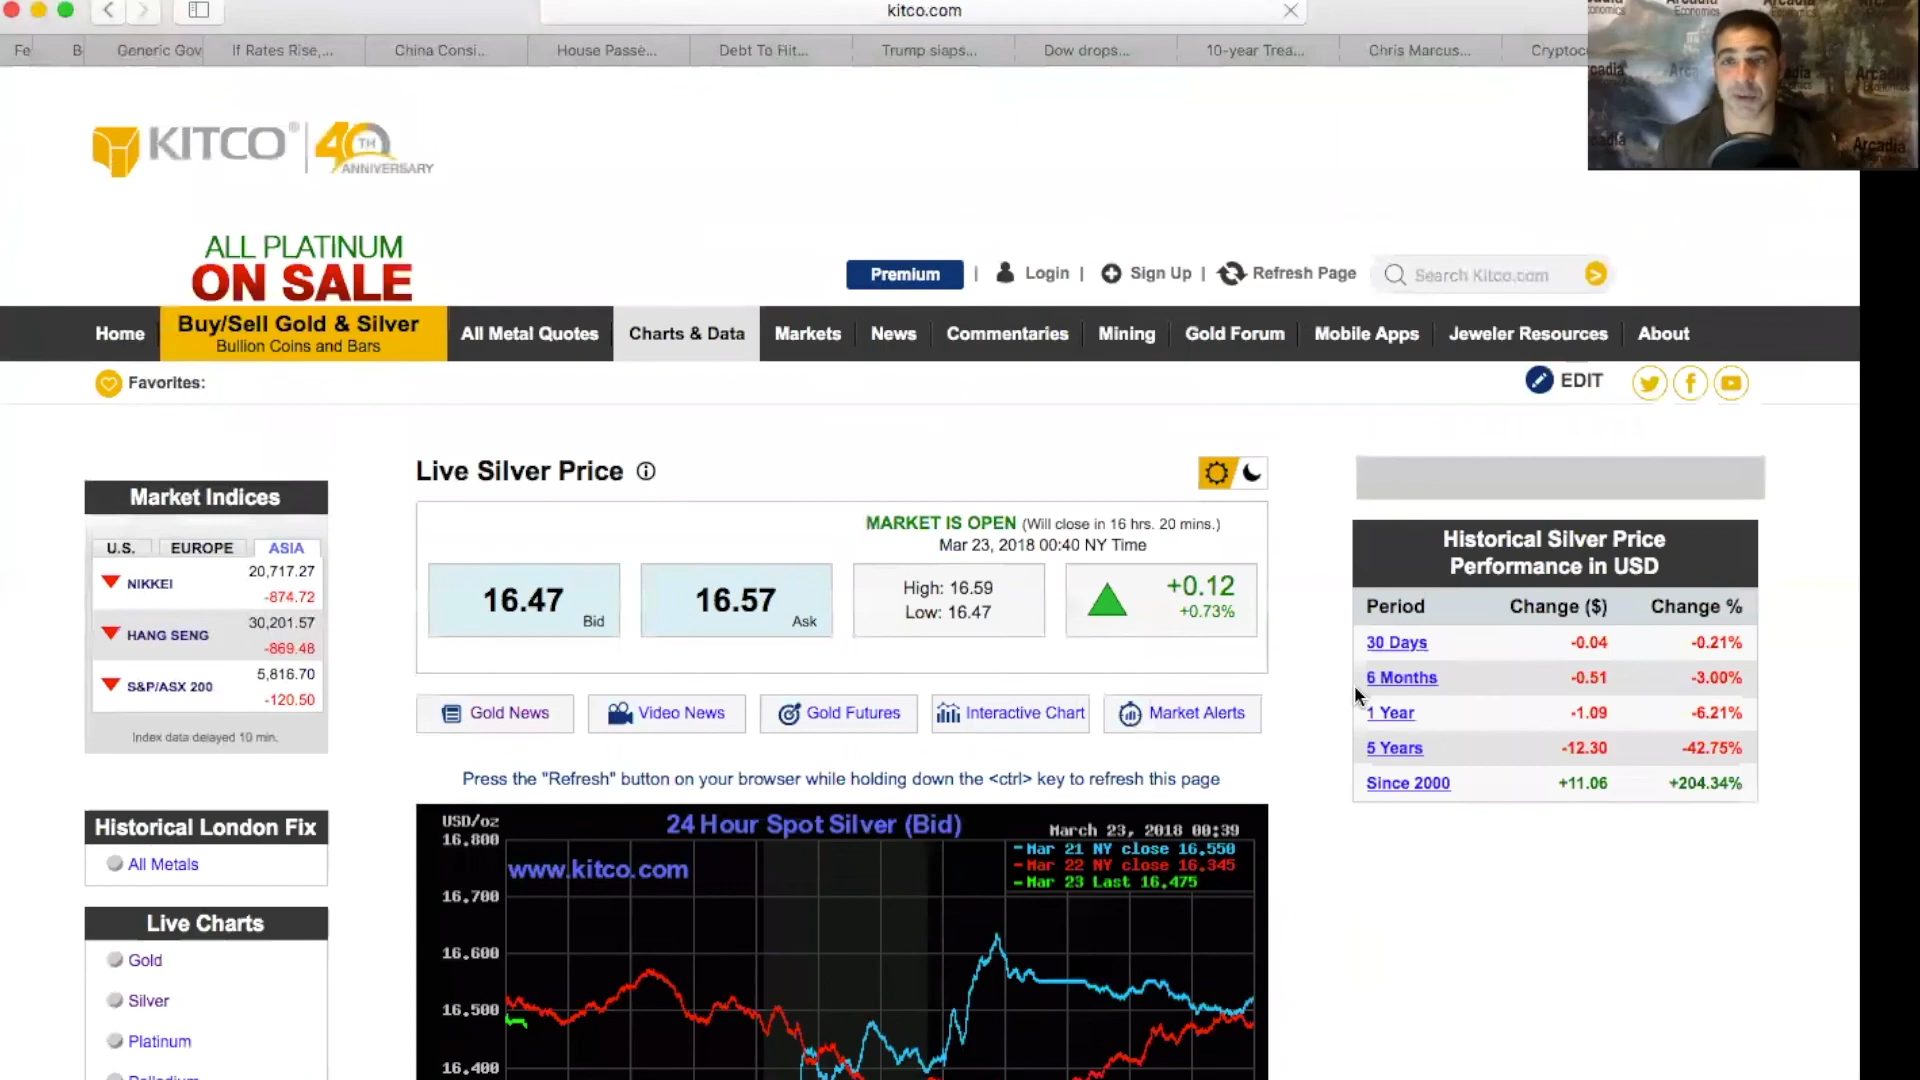 kitco.com
Fe
B
Generic Gov
If Rates Rise,...
China Consi...
House Passe...
Debt To Hit...
Trump slaps...
Dow drops...
10-year Trea...
Chris Marcus...
Cryptoc
Arcadia
Economics
Arcadia
Arcadia
KITCO® 40TH
ANNIVERSARY
ALL PLATINUM
ON SALE
Premium | Login | Sign Up | Refresh Page
Search Kitco.com
Home
Buy/Sell Gold & Silver
Bullion Coins and Bars
All Metal Quotes
Charts & Data
Markets
News
Commentaries
Mining
Gold Forum
Mobile Apps
Jeweler Resources
About
Favorites:
EDIT
Market Indices
U.S. EUROPE ASIA
NIKKEI 20,717.27
-874.72
HANG SENG 30,201.57
-869.48
S&P/ASX 200 5,816.70
-120.50
Index data delayed 10 min.
Historical London Fix
All Metals
Live Charts
Gold
Silver
Platinum
Palladium
Live Silver Price
MARKET IS OPEN (Will close in 16 hrs. 20 mins.)
Mar 23, 2018 00:40 NY Time
16.47 Bid
16.57 Ask
High: 16.59
Low: 16.47
+0.12
+0.73%
Gold News
Video News
Gold Futures
Interactive Chart
Market Alerts
Press the "Refresh" button on your browser while holding down the <ctrl> key to refresh this page
USD/oz
24 Hour Spot Silver (Bid)
March 23, 2018 00:39
www.kitco.com
Mar 21 NY close 16.550
Mar 22 NY close 16.345
Mar 23 Last 16.475
16.800
16.700
16.600
16.500
16.400
Historical Silver Price
Performance in USD
Period Change ($) Change %
30 Days -0.04 -0.21%
6 Months -0.51 -3.00%
1 Year -1.09 -6.21%
5 Years -12.30 -42.75%
Since 2000 +11.06 +204.34%